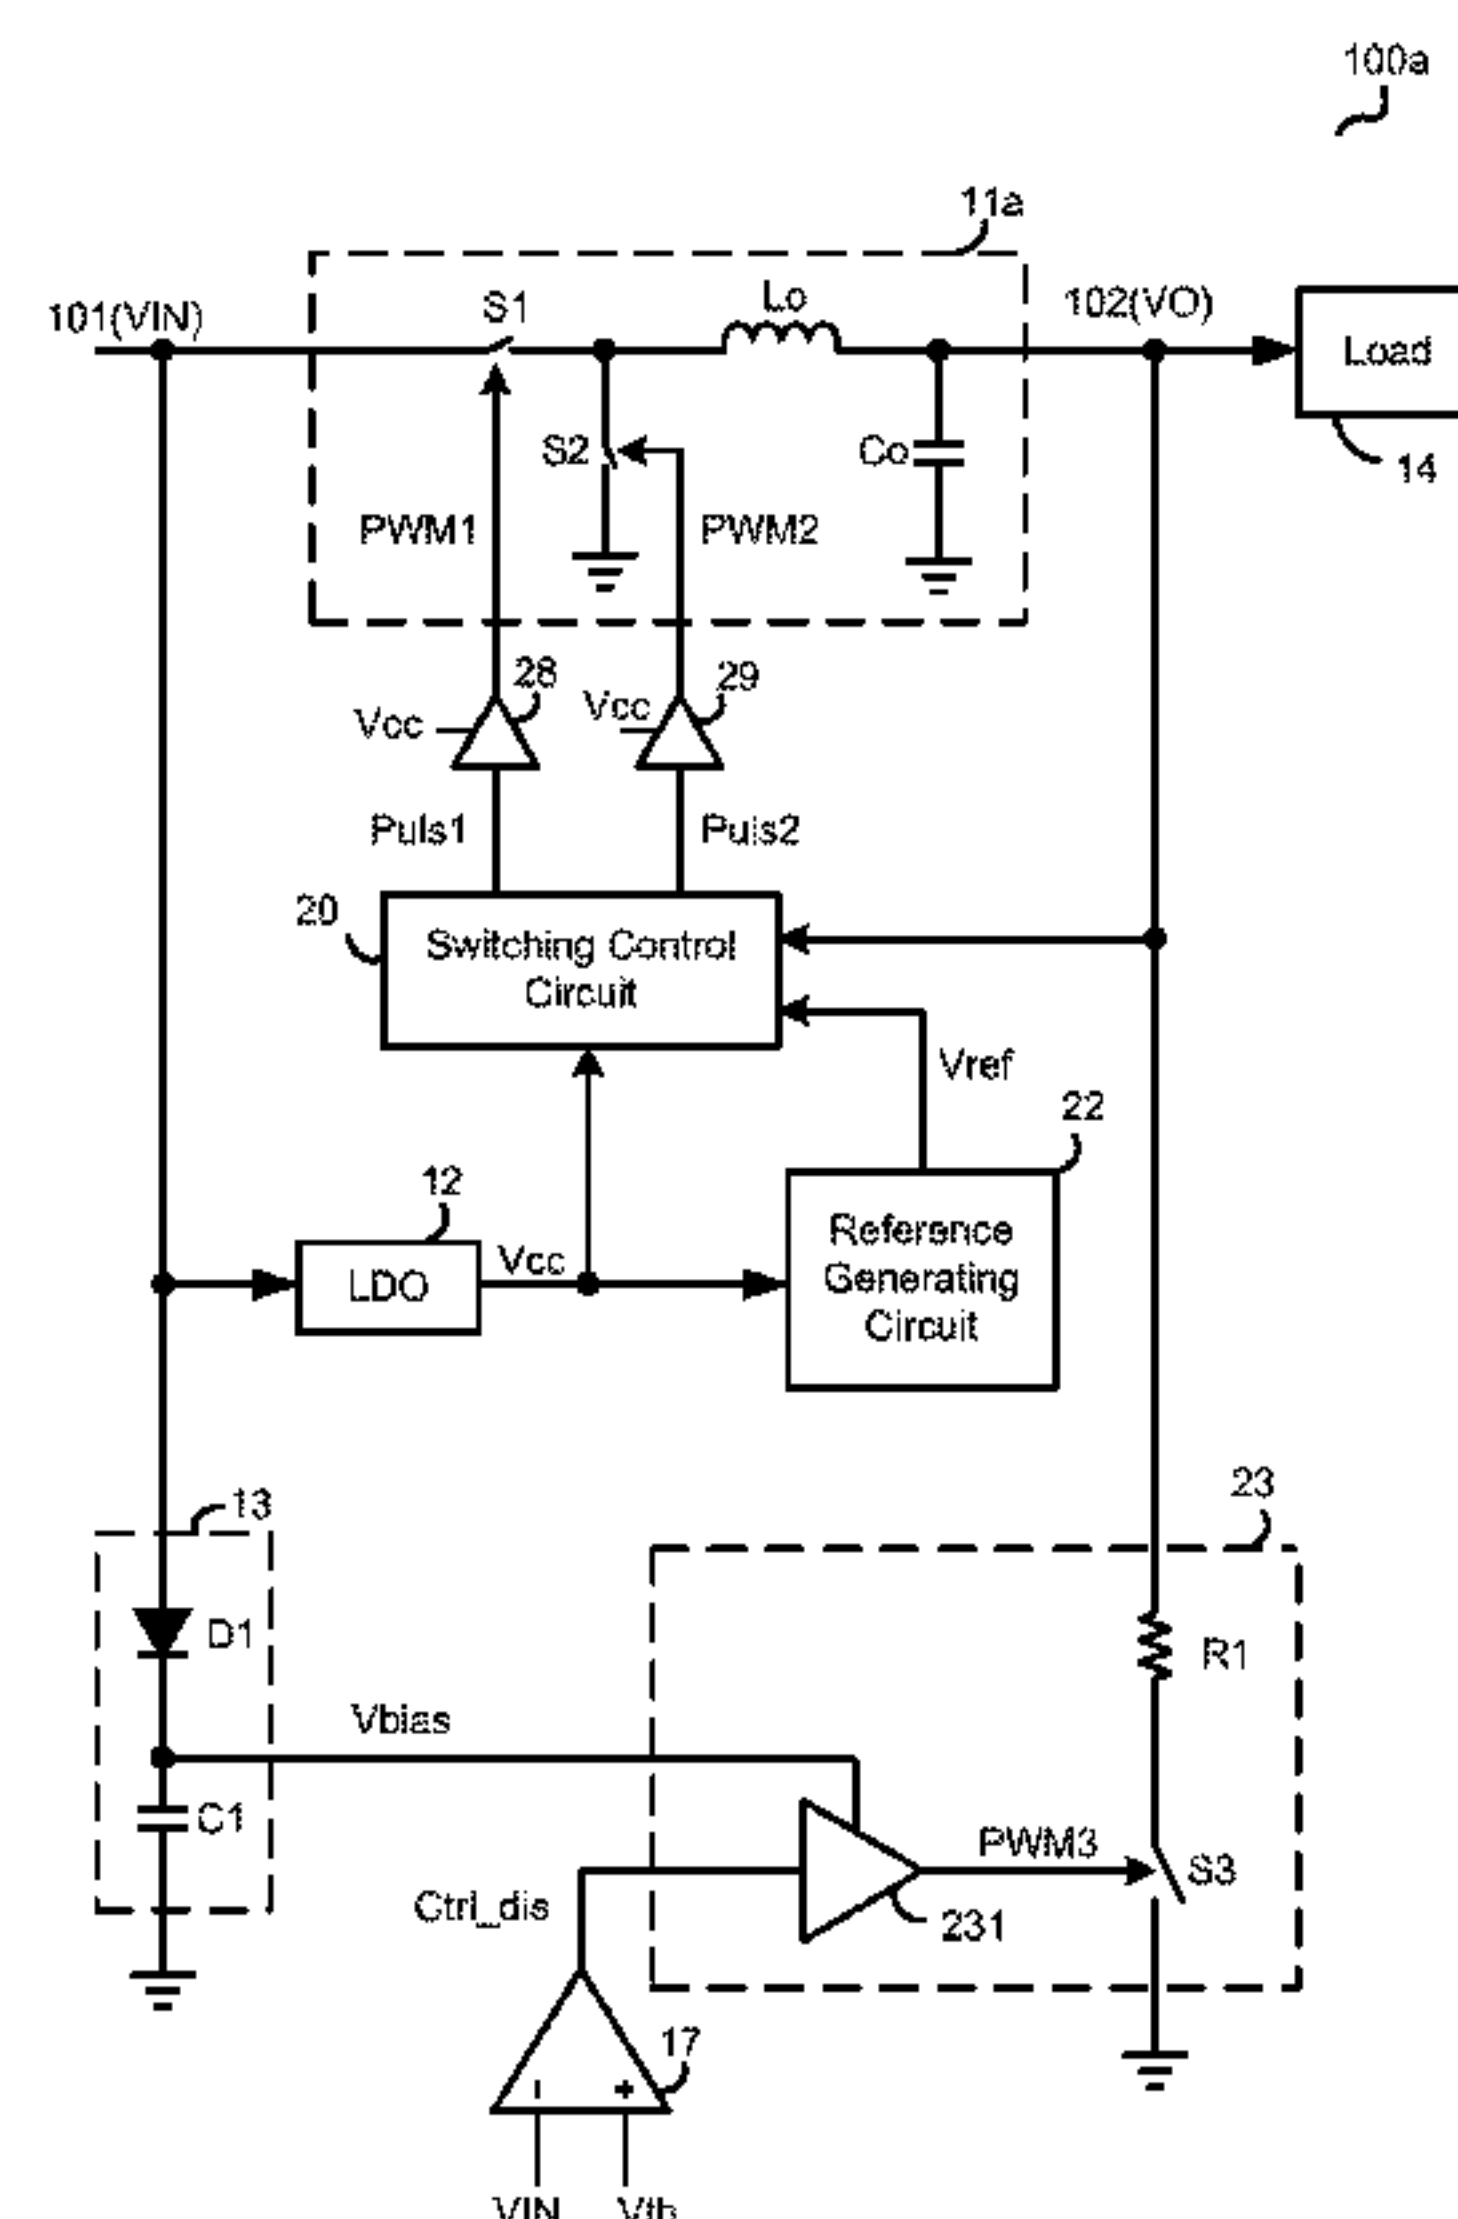 100a
11a
101(VIN)
S1
Lo
102(VO)
Load
S2
Co
14
PWM1
PWM2
28
29
Vcc
Vcc
Puls1
Puls2
20
Switching Control
Circuit
Vref
22
12
Reference
Generating
Circuit
LDO
Vcc
13
23
D1
R1
Vbias
C1
PWM3
S3
Ctrl_dis
231
17
- +
VIN
Vth